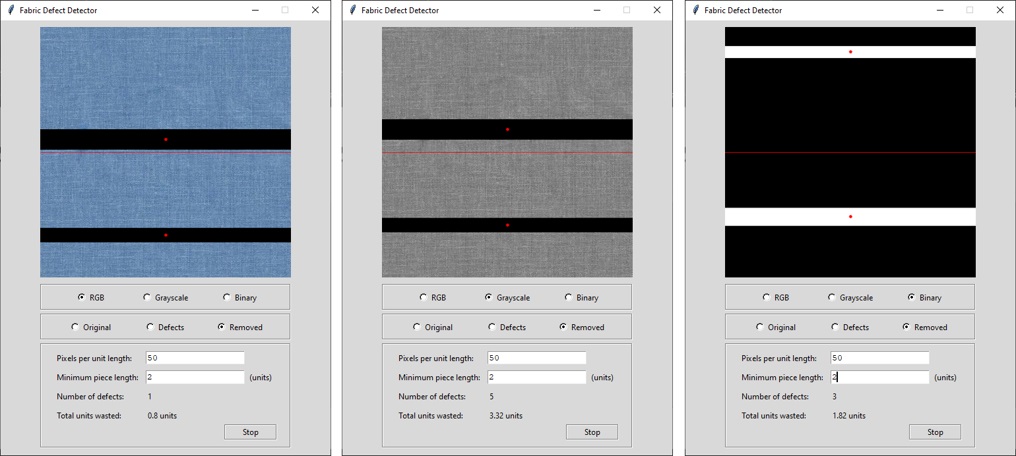 Fabric Defect Detector
RGB Grayscale Binary
Original Defects Removed
Pixels per unit length: 50
Minimum piece length: 2 (units)
Number of defects: 1
Total units wasted: 0.8 units
Stop
Fabric Defect Detector
RGB Grayscale Binary
Original Defects Removed
Pixels per unit length: 50
Minimum piece length: 2 (units)
Number of defects: 5
Total units wasted: 3.32 units
Stop
Fabric Defect Detector
RGB Grayscale Binary
Original Defects Removed
Pixels per unit length: 50
Minimum piece length: 2 (units)
Number of defects: 3
Total units wasted: 1.82 units
Stop